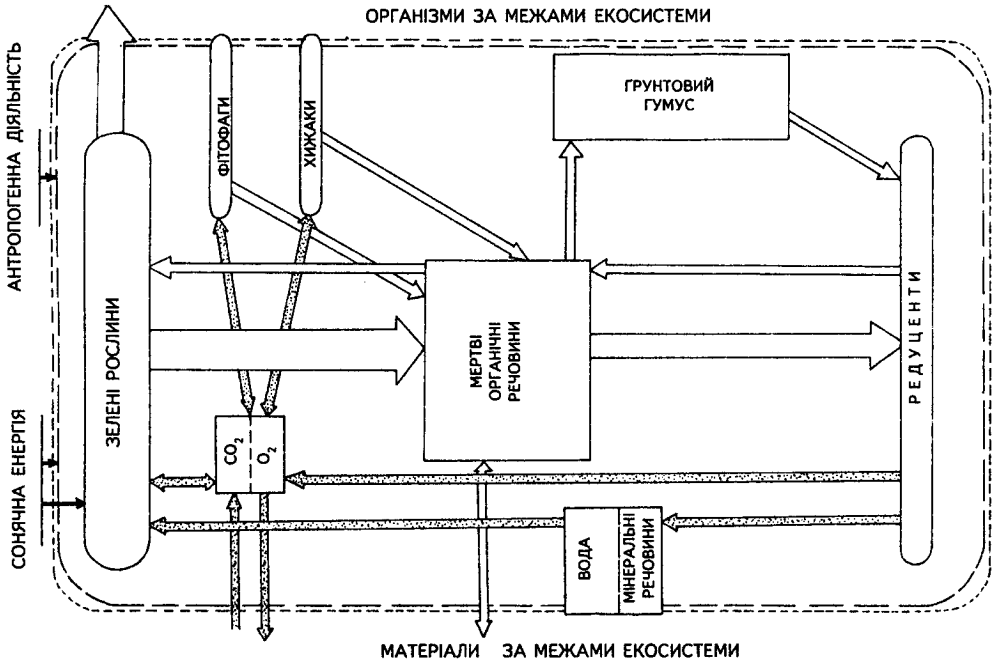 ОРГАНІЗМИ ЗА МЕЖАМИ ЕКОСИСТЕМИ
АНТРОПОГЕННА ДІЯЛЬНІСТЬ
СОНЯЧНА ЕНЕРГІЯ
ЗЕЛЕНІ РОСЛИНИ
ФІТОФАГИ
ХИЖАКИ
ҐРУНТОВИЙ
ГУМУС
МЕРТВІ
ОРГАНІЧНІ
РЕЧОВИНИ
РЕДУЦЕНТИ
CO2
O2
ВОДА
МІНЕРАЛЬНІ
РЕЧОВИНИ
МАТЕРІАЛИ ЗА МЕЖАМИ ЕКОСИСТЕМИ